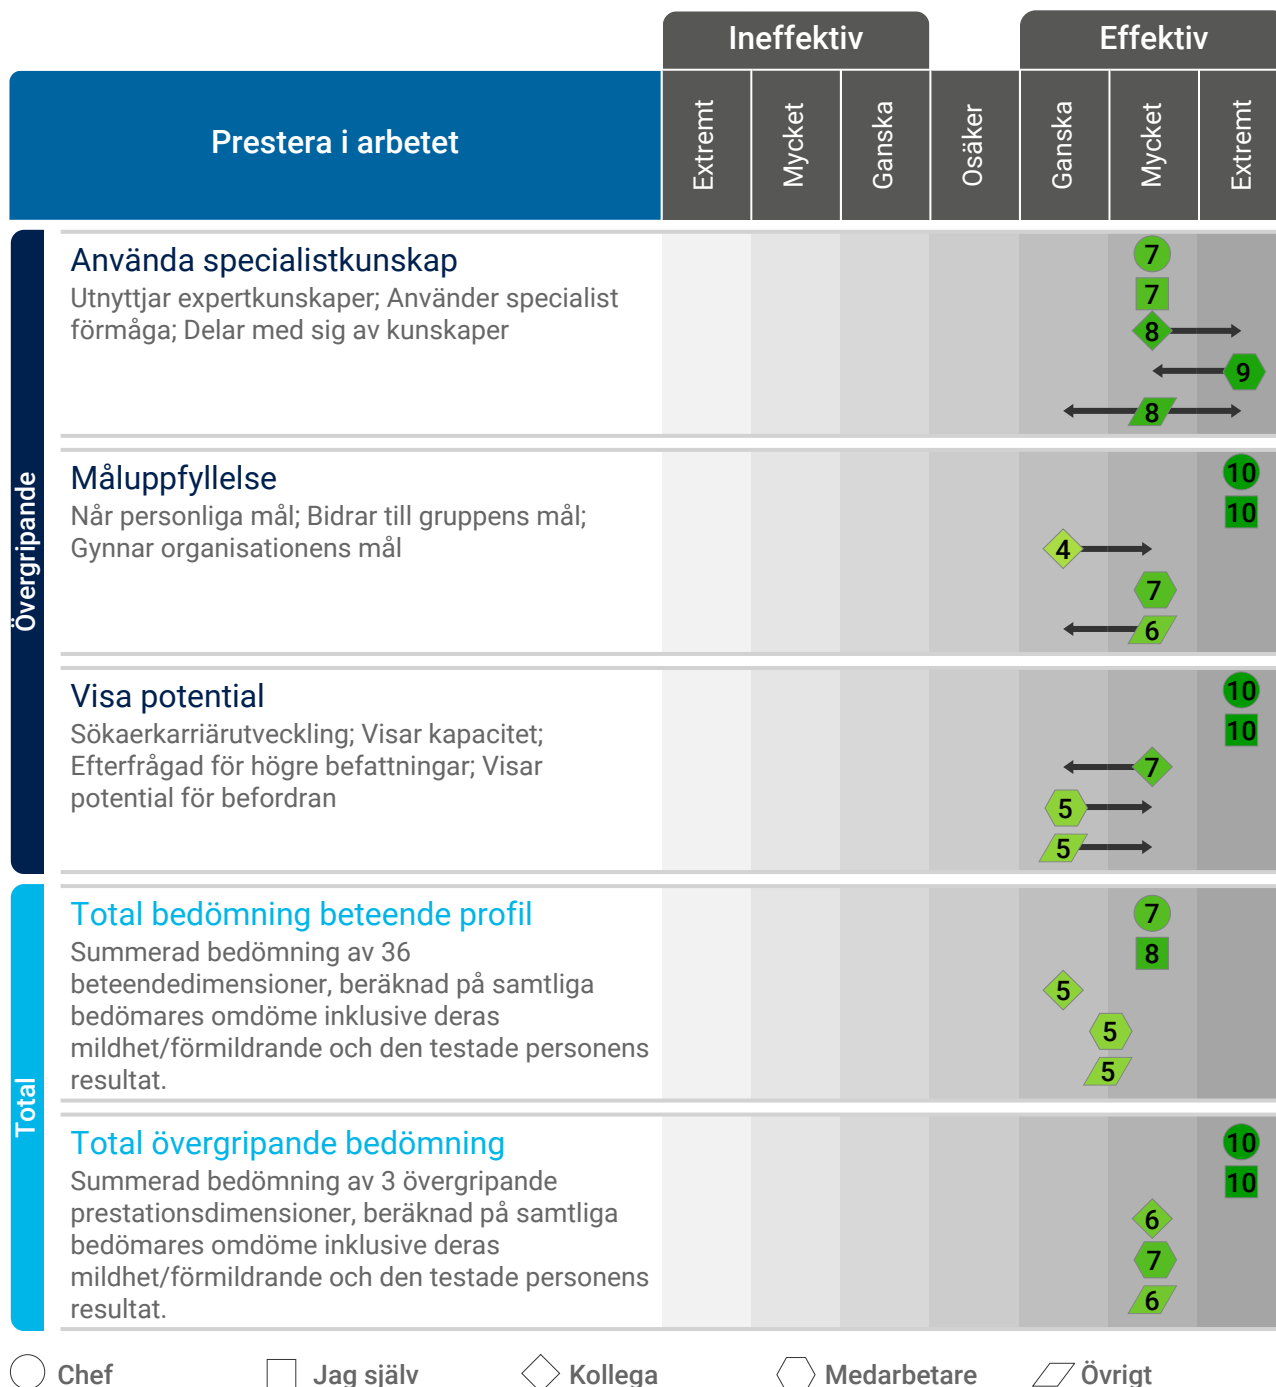 Ineffektiv
Effektiv
Prestera i arbetet
Extremt
Mycket
Ganska
Osäker
Ganska
Mycket
Extremt
Övergripande
Använda specialistkunskap
Utnyttjar expertkunskaper; Använder specialist
förmåga; Delar med sig av kunskaper
7
7
8
9
8
Måluppfyllelse
Når personliga mål; Bidrar till gruppens mål;
Gynnar organisationens mål
10
10
4
7
6
Visa potential
Sökaerkarriärutveckling; Visar kapacitet;
Efterfrågad för högre befattningar; Visar
potential för befordran
10
10
7
5
5
Total
Total bedömning beteende profil
Summerad bedömning av 36
beteendedimensioner, beräknad på samtliga
bedömares omdöme inklusive deras
mildhet/förmildrande och den testade personens
resultat.
7
8
5
5
5
Total övergripande bedömning
Summerad bedömning av 3 övergripande
prestationsdimensioner, beräknad på samtliga
bedömares omdöme inklusive deras
mildhet/förmildrande och den testade personens
resultat.
10
10
6
7
6
Chef
Jag själv
Kollega
Medarbetare
Övrigt